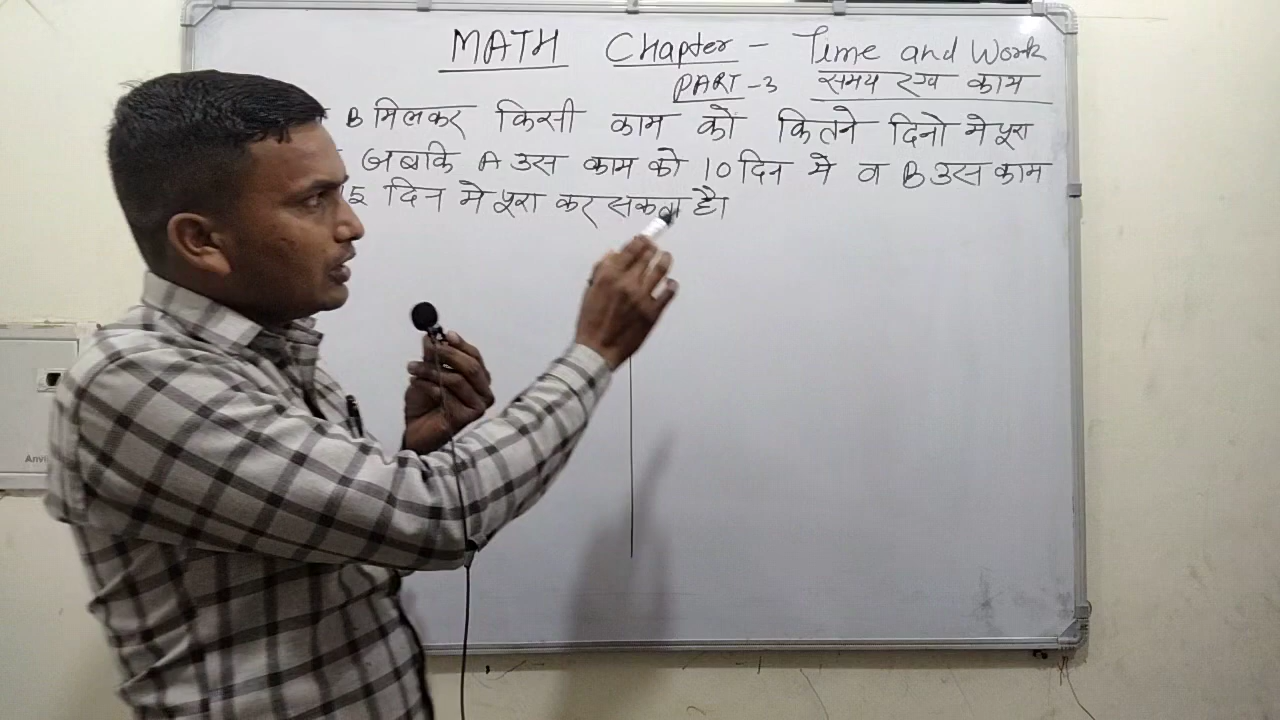 MATH Chapter - Time and Work
PART-3 समय एवं काम
B मिलकर किसी काम को कितने दिनो मे पूरा
जबकि A उस काम को 10 दिन मे व B उस काम
5 दिन मे पूरा कर सकता है।